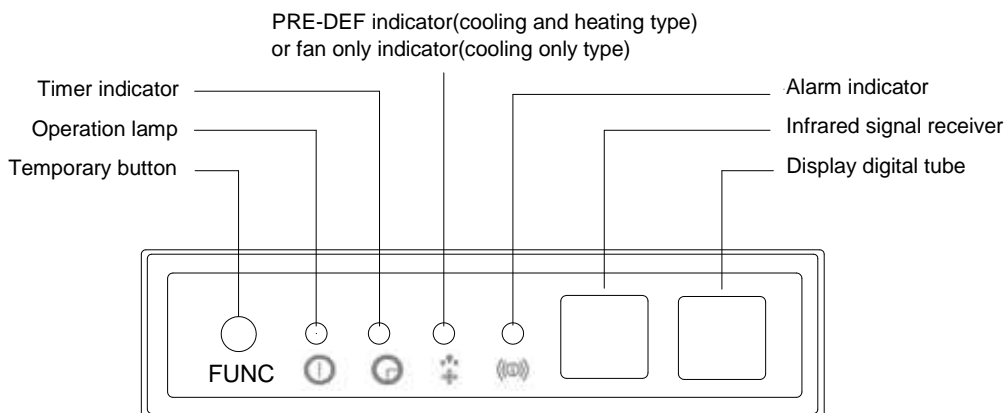 PRE-DEF indicator(cooling and heating type)
or fan only indicator(cooling only type)
Timer indicator
Operation lamp
Temporary button
Alarm indicator
Infrared signal receiver
Display digital tube
FUNC